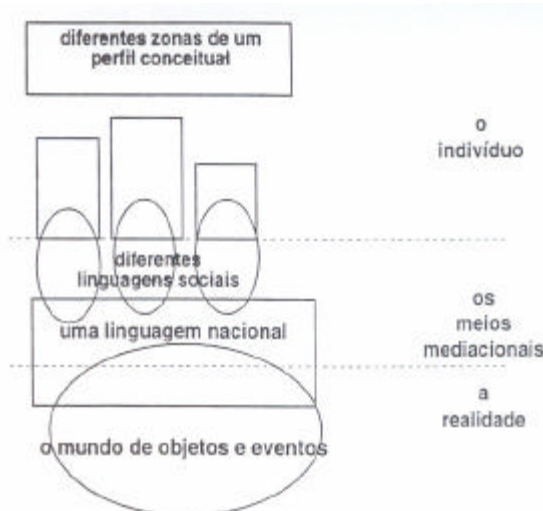 diferentes zonas de um
perfil conceitual
o
indivíduo
diferentes
linguagens sociais
uma linguagem nacional
os
meios
mediacionais
a
realidade
o mundo de objetos e eventos